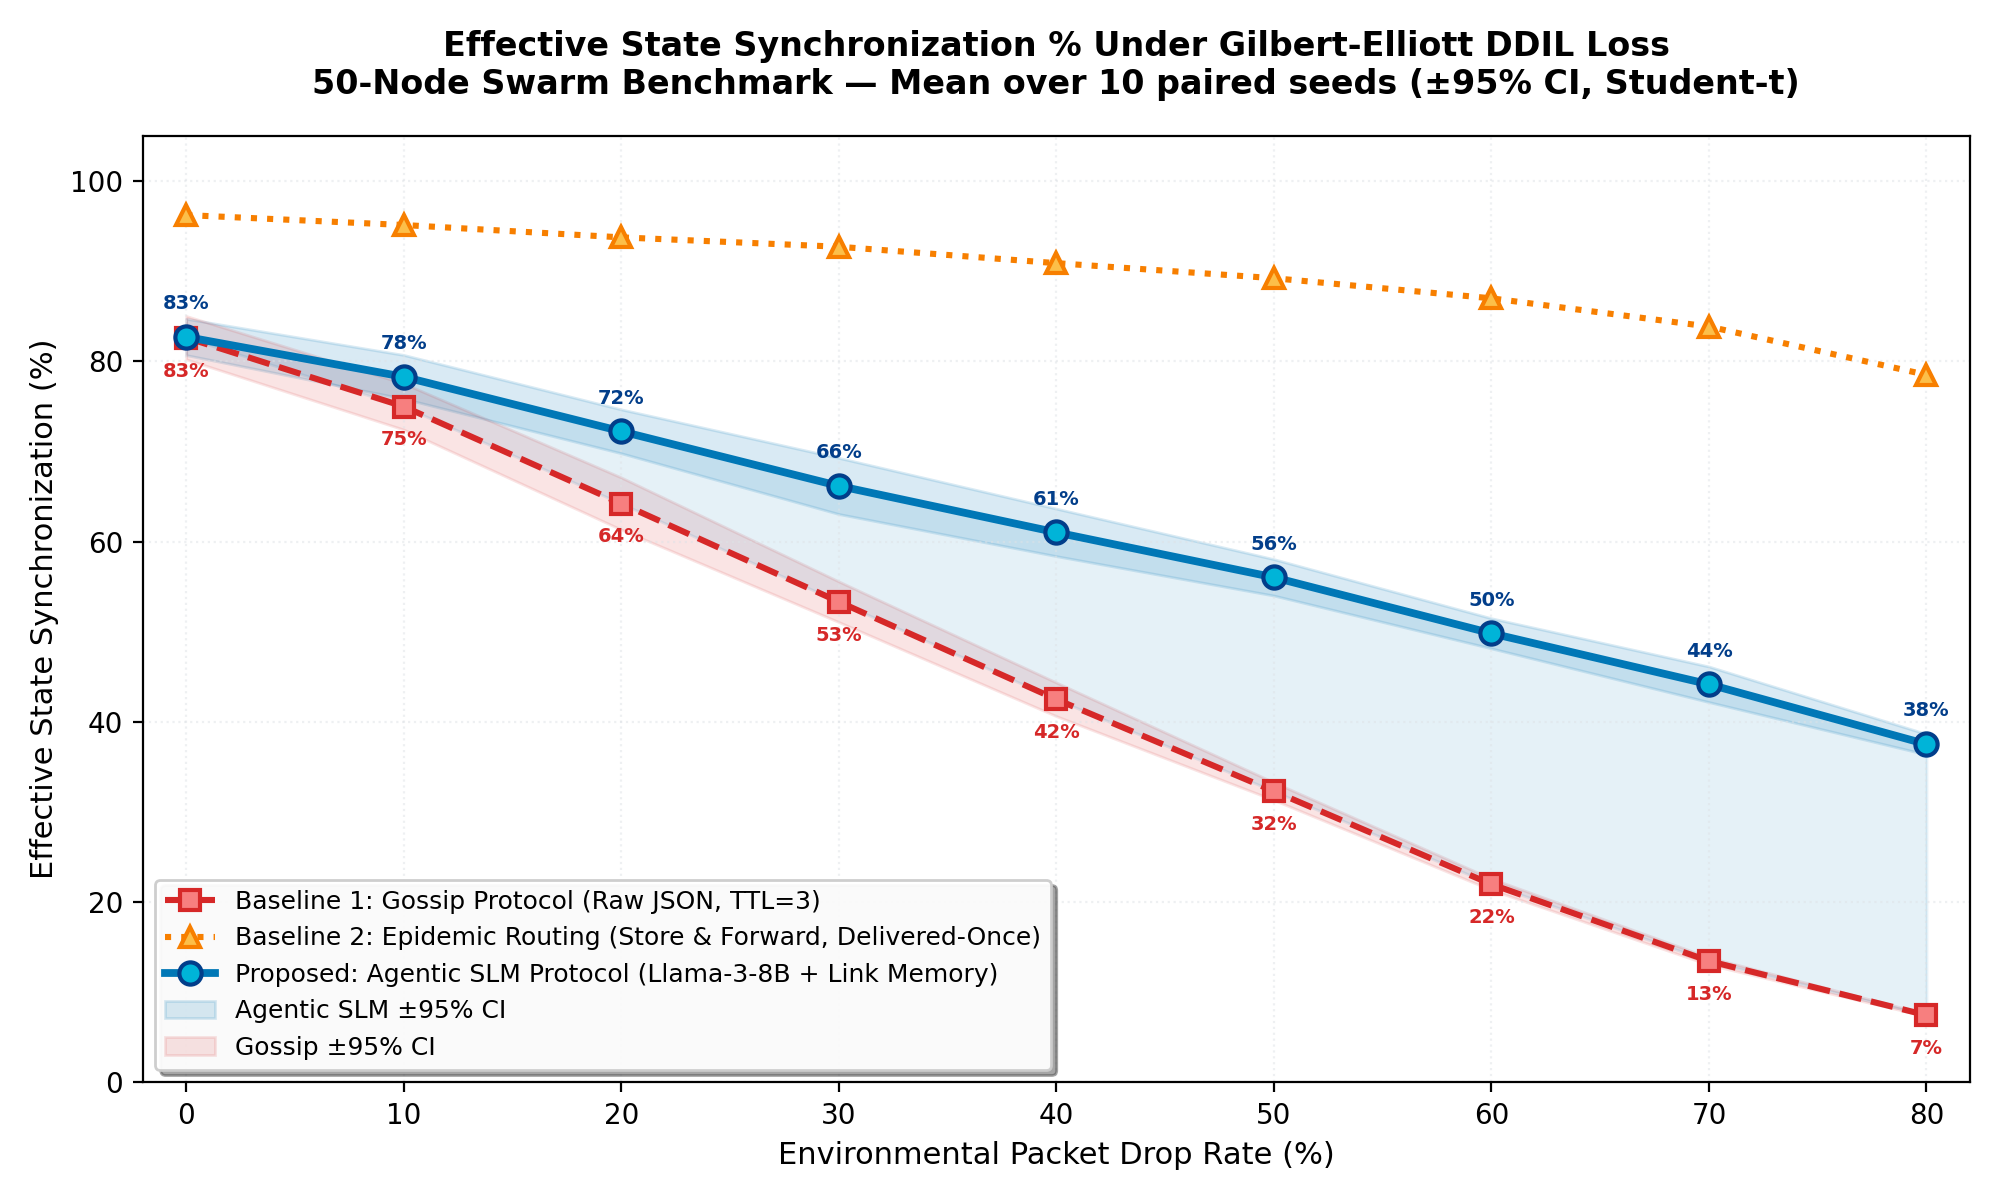 Effective State Synchronization % Under Gilbert-Elliott DDIL Loss
50-Node Swarm Benchmark — Mean over 10 paired seeds (±95% CI, Student-t)
Effective State Synchronization (%)
100
80
60
40
20
0
83%
78%
72%
66%
61%
56%
50%
44%
38%
83%
75%
64%
53%
42%
32%
22%
13%
7%
Baseline 1: Gossip Protocol (Raw JSON, TTL=3)
Baseline 2: Epidemic Routing (Store & Forward, Delivered-Once)
Proposed: Agentic SLM Protocol (Llama-3-8B + Link Memory)
Agentic SLM ±95% CI
Gossip ±95% CI
0 10 20 30 40 50 60 70 80
Environmental Packet Drop Rate (%)